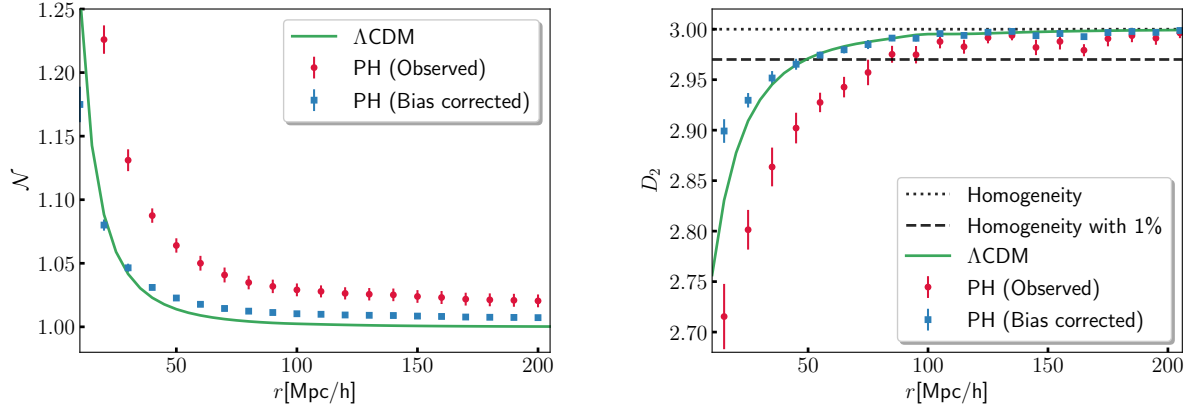 1.25
1.20
1.15
1.10
1.05
1.00
𝒩
ΛCDM
PH (Observed)
PH (Bias corrected)
50
100
150
200
r[Mpc/h]
3.00
2.95
2.90
2.85
2.80
2.75
2.70
D₂
Homogeneity
Homogeneity with 1%
ΛCDM
PH (Observed)
PH (Bias corrected)
50
100
150
200
r[Mpc/h]